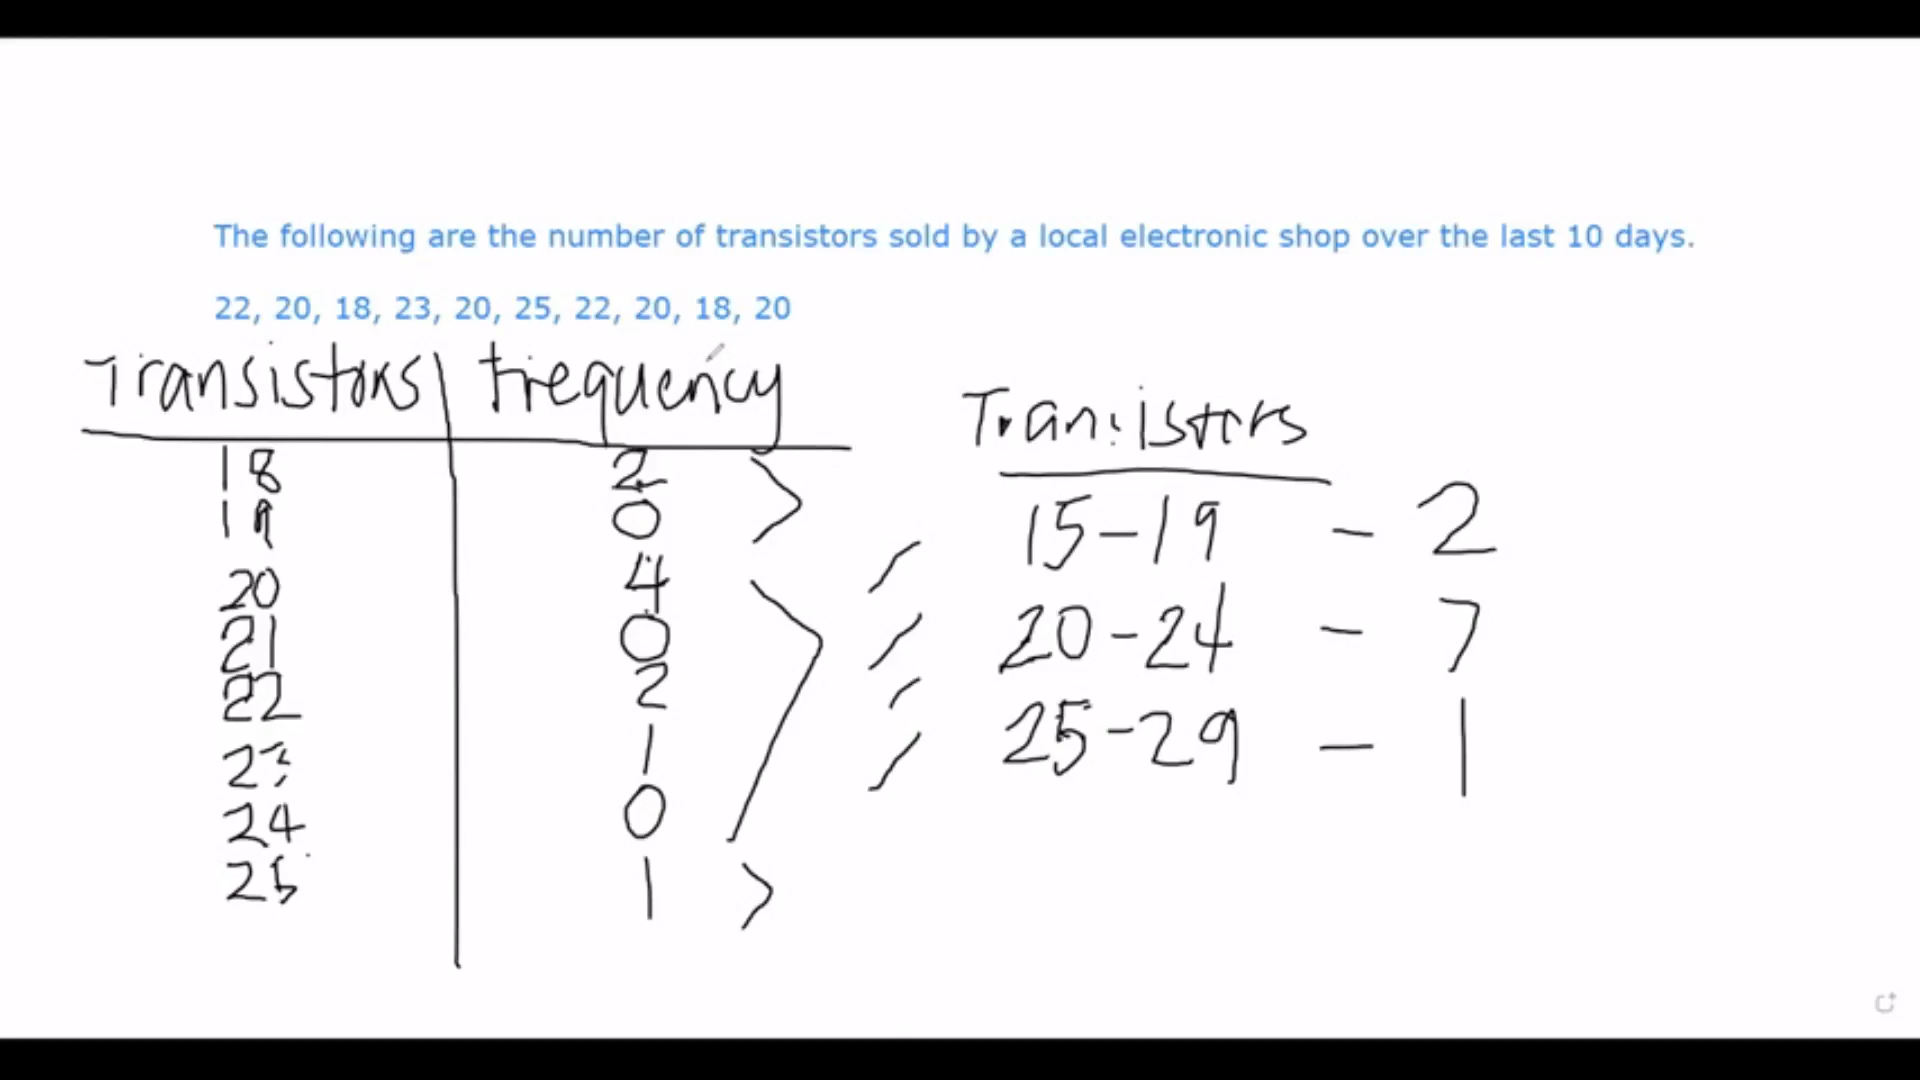 The following are the number of transistors sold by a local electronic shop over the last 10 days.
22, 20, 18, 23, 20, 25, 22, 20, 18, 20
Transistors frequency
18 2
19 0
20 4
21 0
22 2
23 1
24 0
25 1
Transistors
15-19 - 2
20-24 - 7
25-29 - 1